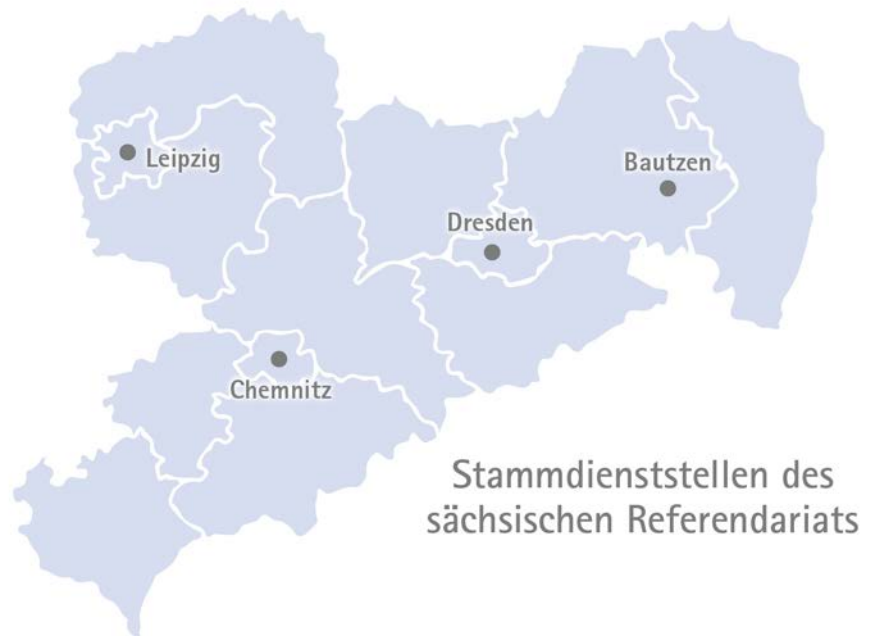 Leipzig
Bautzen
Dresden
Chemnitz
Stammdienststellen des
sächsischen Referendariats